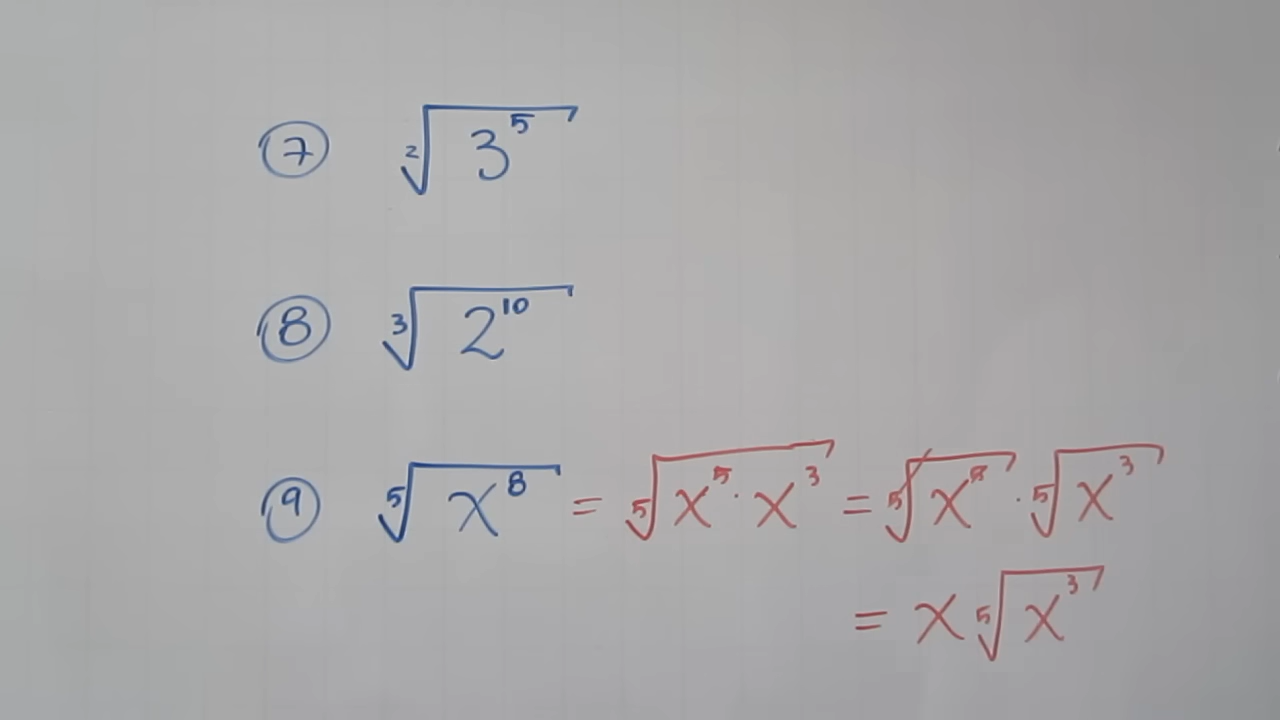 ⑦ ²√3⁵
⑧ ³√2¹⁰
⑨ ⁵√x⁸ = ⁵√x⁵·x³ = ⁵√x⁵·⁵√x³
= x ⁵√x³